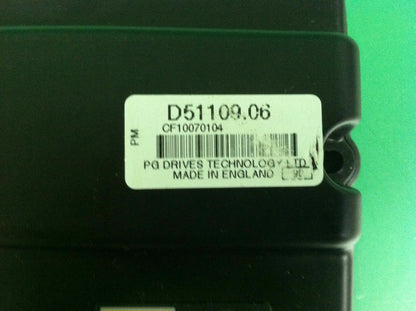 D51109.06
CF10070104
PM
PG DRIVES TECHNOLOGY LTD
MADE IN ENGLAND